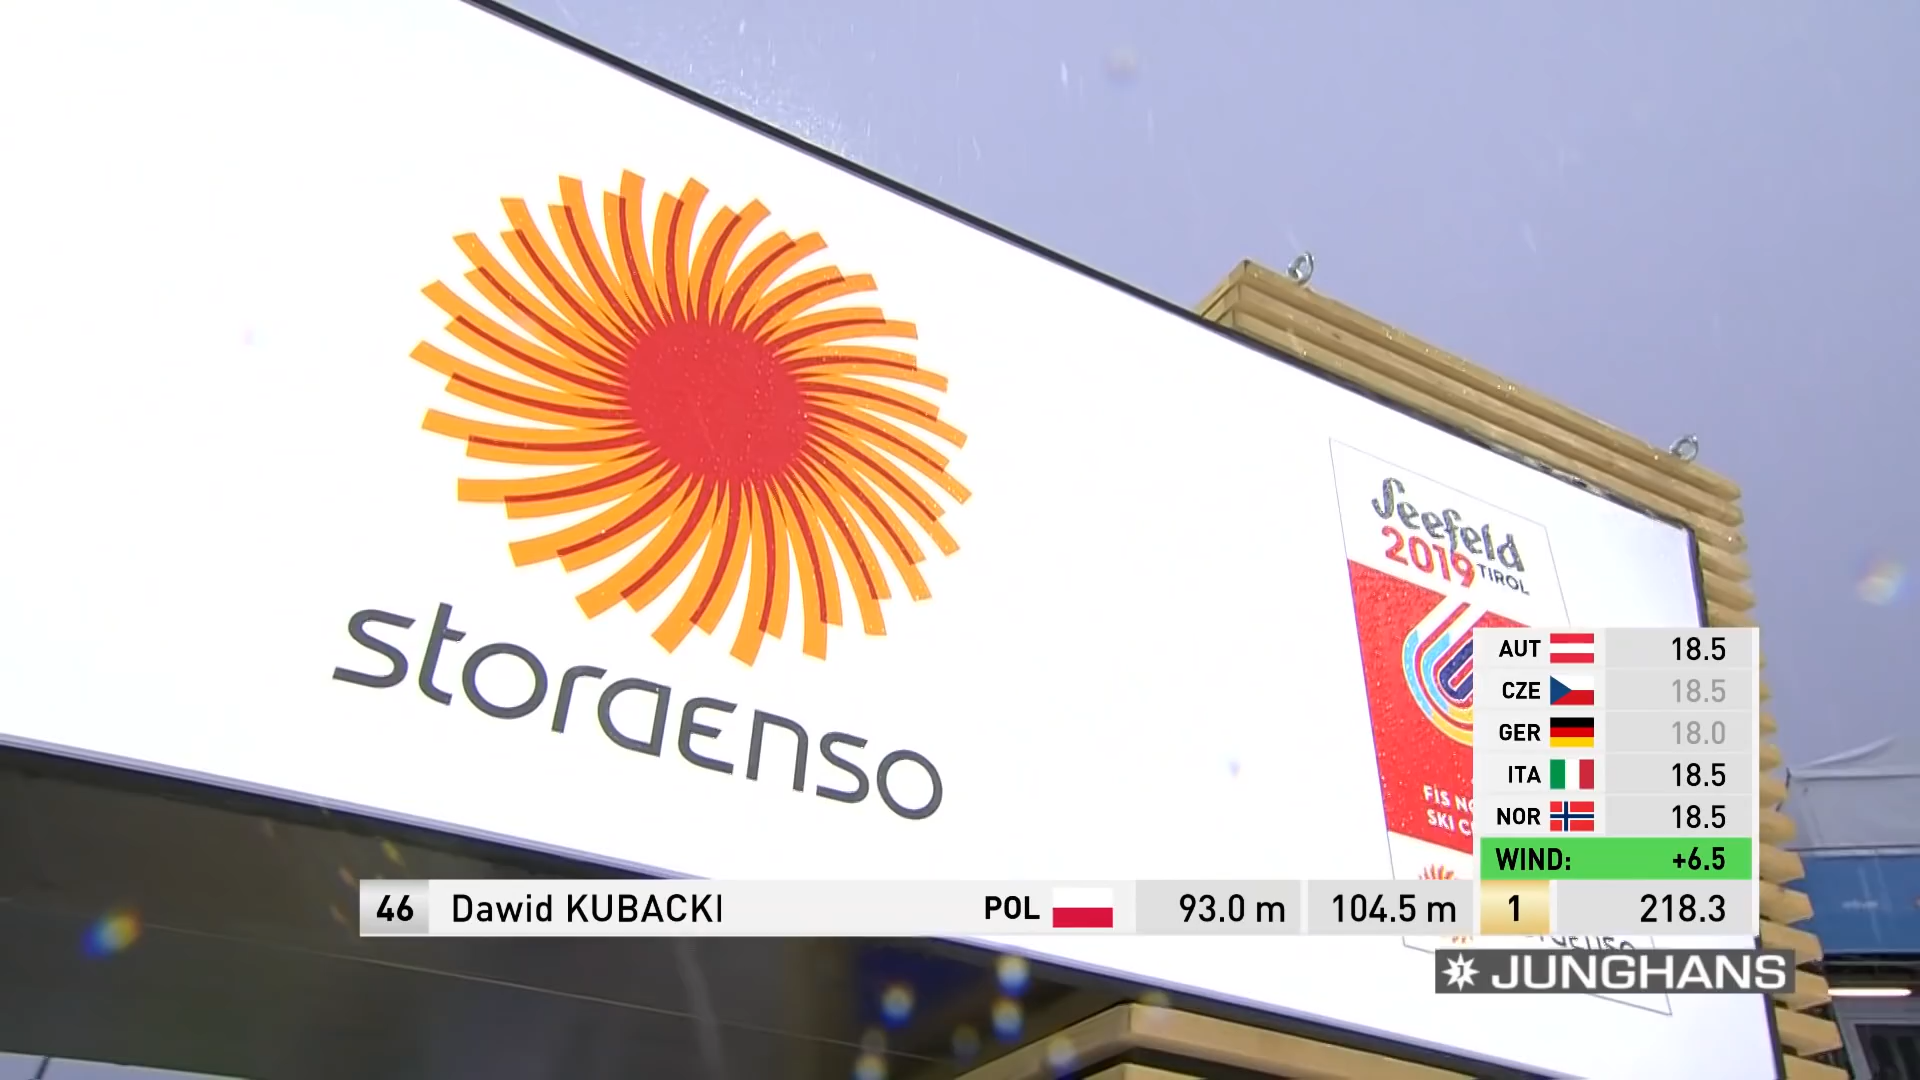 storaenso
Seefeld
2019 TIROL
FIS NO
SKI C
AUT 18.5
CZE 18.5
GER 18.0
ITA 18.5
NOR 18.5
WIND: +6.5
46 Dawid KUBACKI POL 93.0 m 104.5 m 1 218.3
JUNGHANS